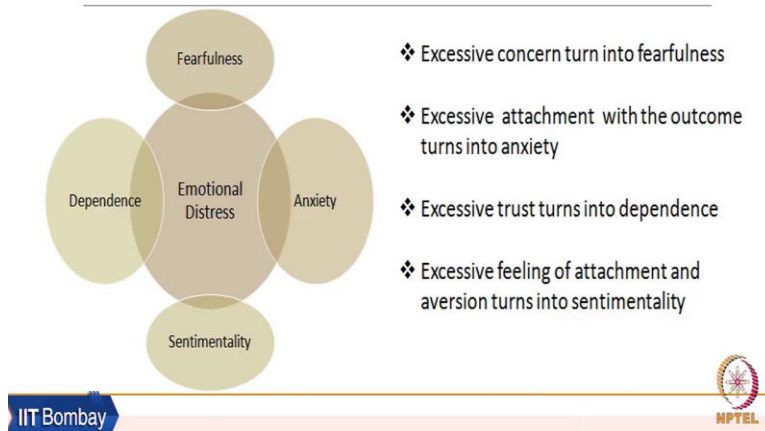 Fearfulness
Dependence
Emotional
Distress
Anxiety
Sentimentality
❖ Excessive concern turn into fearfulness
❖ Excessive attachment with the outcome
turns into anxiety
❖ Excessive trust turns into dependence
❖ Excessive feeling of attachment and
aversion turns into sentimentality
IIT Bombay
NPTEL